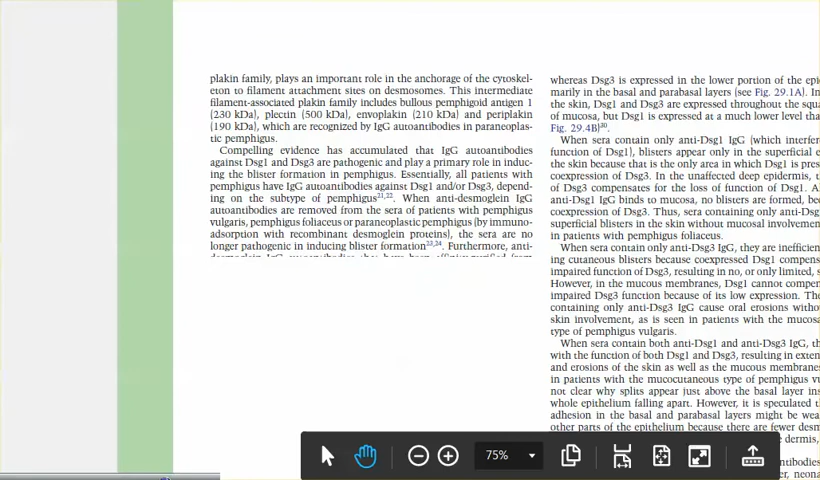 plakin family, plays an important role in the anchorage of the cytoskel-
eton to filament attachment sites on desmosomes. This intermediate
filament-associated plakin family includes bullous pemphigoid antigen 1
(230 kDa), plectin (500 kDa), envoplakin (210 kDa) and periplakin
(190 kDa), which are recognized by IgG autoantibodies in paraneoplas-
tic pemphigus.
Compelling evidence has accumulated that IgG autoantibodies
against Dsg1 and Dsg3 are pathogenic and play a primary role in induc-
ing the blister formation in pemphigus. Essentially, all patients with
pemphigus have IgG autoantibodies against Dsg1 and/or Dsg3, depend-
ing on the subtype of pemphigus21,22. When anti-desmoglein IgG
autoantibodies are removed from the sera of patients with pemphigus
vulgaris, pemphigus foliaceus or paraneoplastic pemphigus (by immuno-
adsorption with recombinant desmoglein proteins), the sera are no
longer pathogenic in inducing blister formation23,24. Furthermore, anti-
whereas Dsg3 is expressed in the lower portion of the epi
marily in the basal and parabasal layers (see Fig. 29.1A). In
the skin, Dsg1 and Dsg3 are expressed throughout the squa
of mucosa, but Dsg1 is expressed at a much lower level tha
Fig. 29.4B)30.
When sera contain only anti-Dsg1 IgG (which interfer
function of Dsg1), blisters appear only in the superficial e
the skin because that is the only area in which Dsg1 is pres
coexpression of Dsg3. In the unaffected deep epidermis, t
of Dsg3 compensates for the loss of function of Dsg1. Al
anti-Dsg1 IgG binds to mucosa, no blisters are formed, be
coexpression of Dsg3. Thus, sera containing only anti-Dsg
superficial blisters in the skin without mucosal involvemen
in patients with pemphigus foliaceus.
When sera contain only anti-Dsg3 IgG, they are inefficien
ing cutaneous blisters because coexpressed Dsg1 compens
impaired function of Dsg3, resulting in no, or only limited, s
However, in the mucous membranes, Dsg1 cannot compen
impaired Dsg3 function because of its low expression. The
containing only anti-Dsg3 IgG cause oral erosions witho
skin involvement, as is seen in patients with the mucosa
type of pemphigus vulgaris.
When sera contain both anti-Dsg1 and anti-Dsg3 IgG, th
with the function of both Dsg1 and Dsg3, resulting in exten
and erosions of the skin as well as the mucous membranes
in patients with the mucocutaneous type of pemphigus vu
not clear why splits appear just above the basal layer ins
whole epithelium falling apart. However, it is speculated t
adhesion in the basal and parabasal layers might be wea
other parts of the epithelium because there are fewer desm
e dermis,
75%
tibodies
r, neona